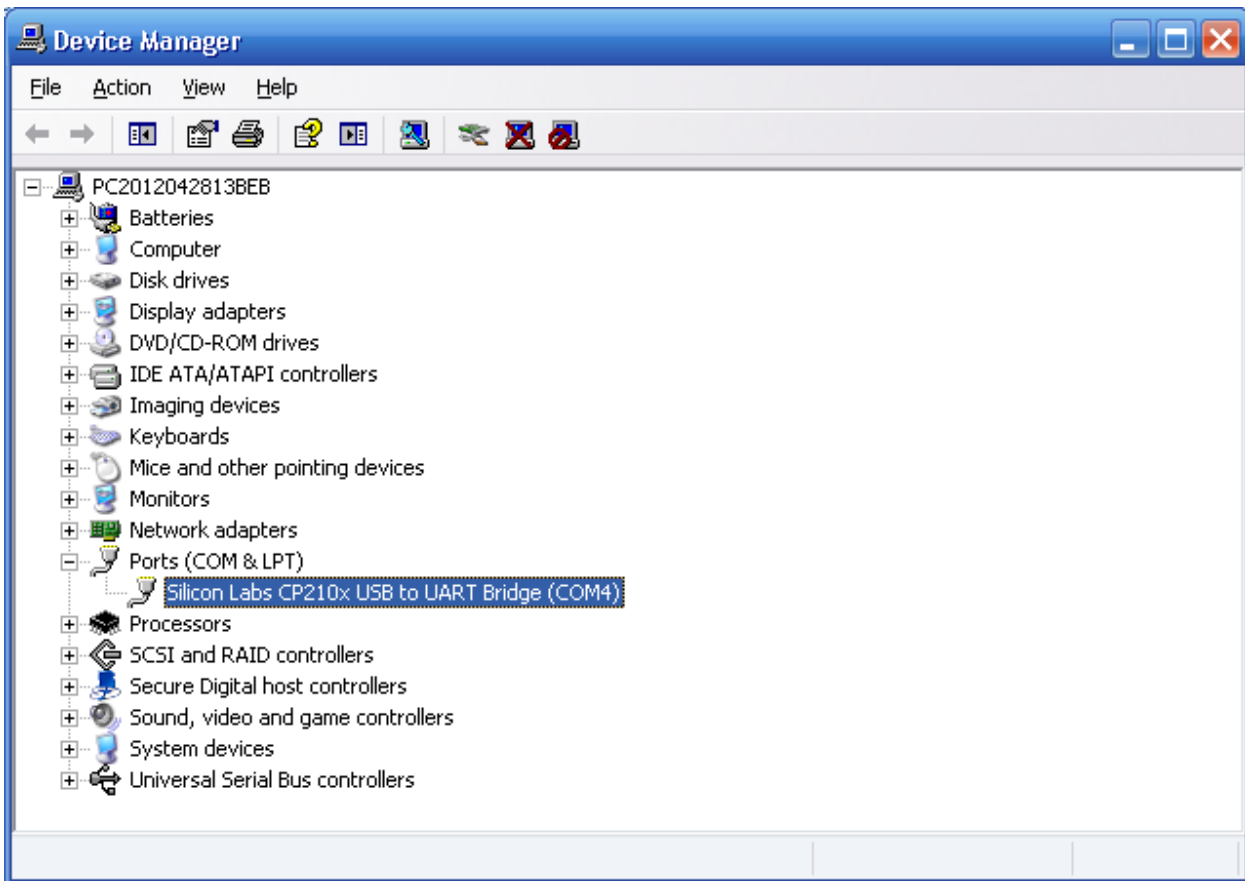 Device Manager
File Action View Help
PC2012042813BEB
Batteries
Computer
Disk drives
Display adapters
DVD/CD-ROM drives
IDE ATA/ATAPI controllers
Imaging devices
Keyboards
Mice and other pointing devices
Monitors
Network adapters
Ports (COM & LPT)
Silicon Labs CP210x USB to UART Bridge (COM4)
Processors
SCSI and RAID controllers
Secure Digital host controllers
Sound, video and game controllers
System devices
Universal Serial Bus controllers